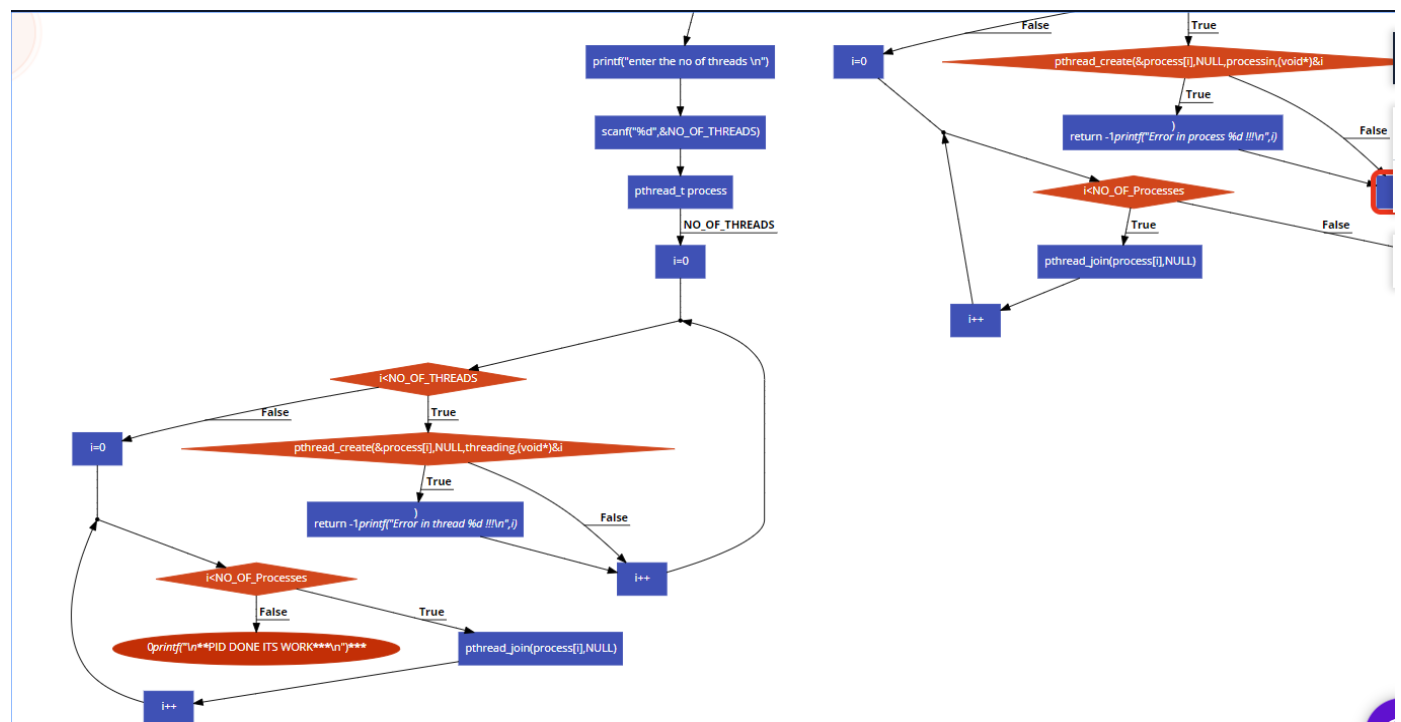 printf("enter the no of threads \n")
scanf("%d",&NO_OF_THREADS)
pthread_t process
NO_OF_THREADS
i=0
i<NO_OF_THREADS
False
True
i=0
pthread_create(&process[i],NULL,threading,(void*)&i
True
False
)
return -1printf("Error in thread %d !!!\n",i)
i++
i<NO_OF_Processes
False
True
0printf("\n**PID DONE ITS WORK***\n")***
pthread_join(process[i],NULL)
i++
False
True
i=0
pthread_create(&process[i],NULL,processin,(void*)&i
True
False
)
return -1printf("Error in process %d !!!\n",i)
i<NO_OF_Processes
True
False
pthread_join(process[i],NULL)
i++